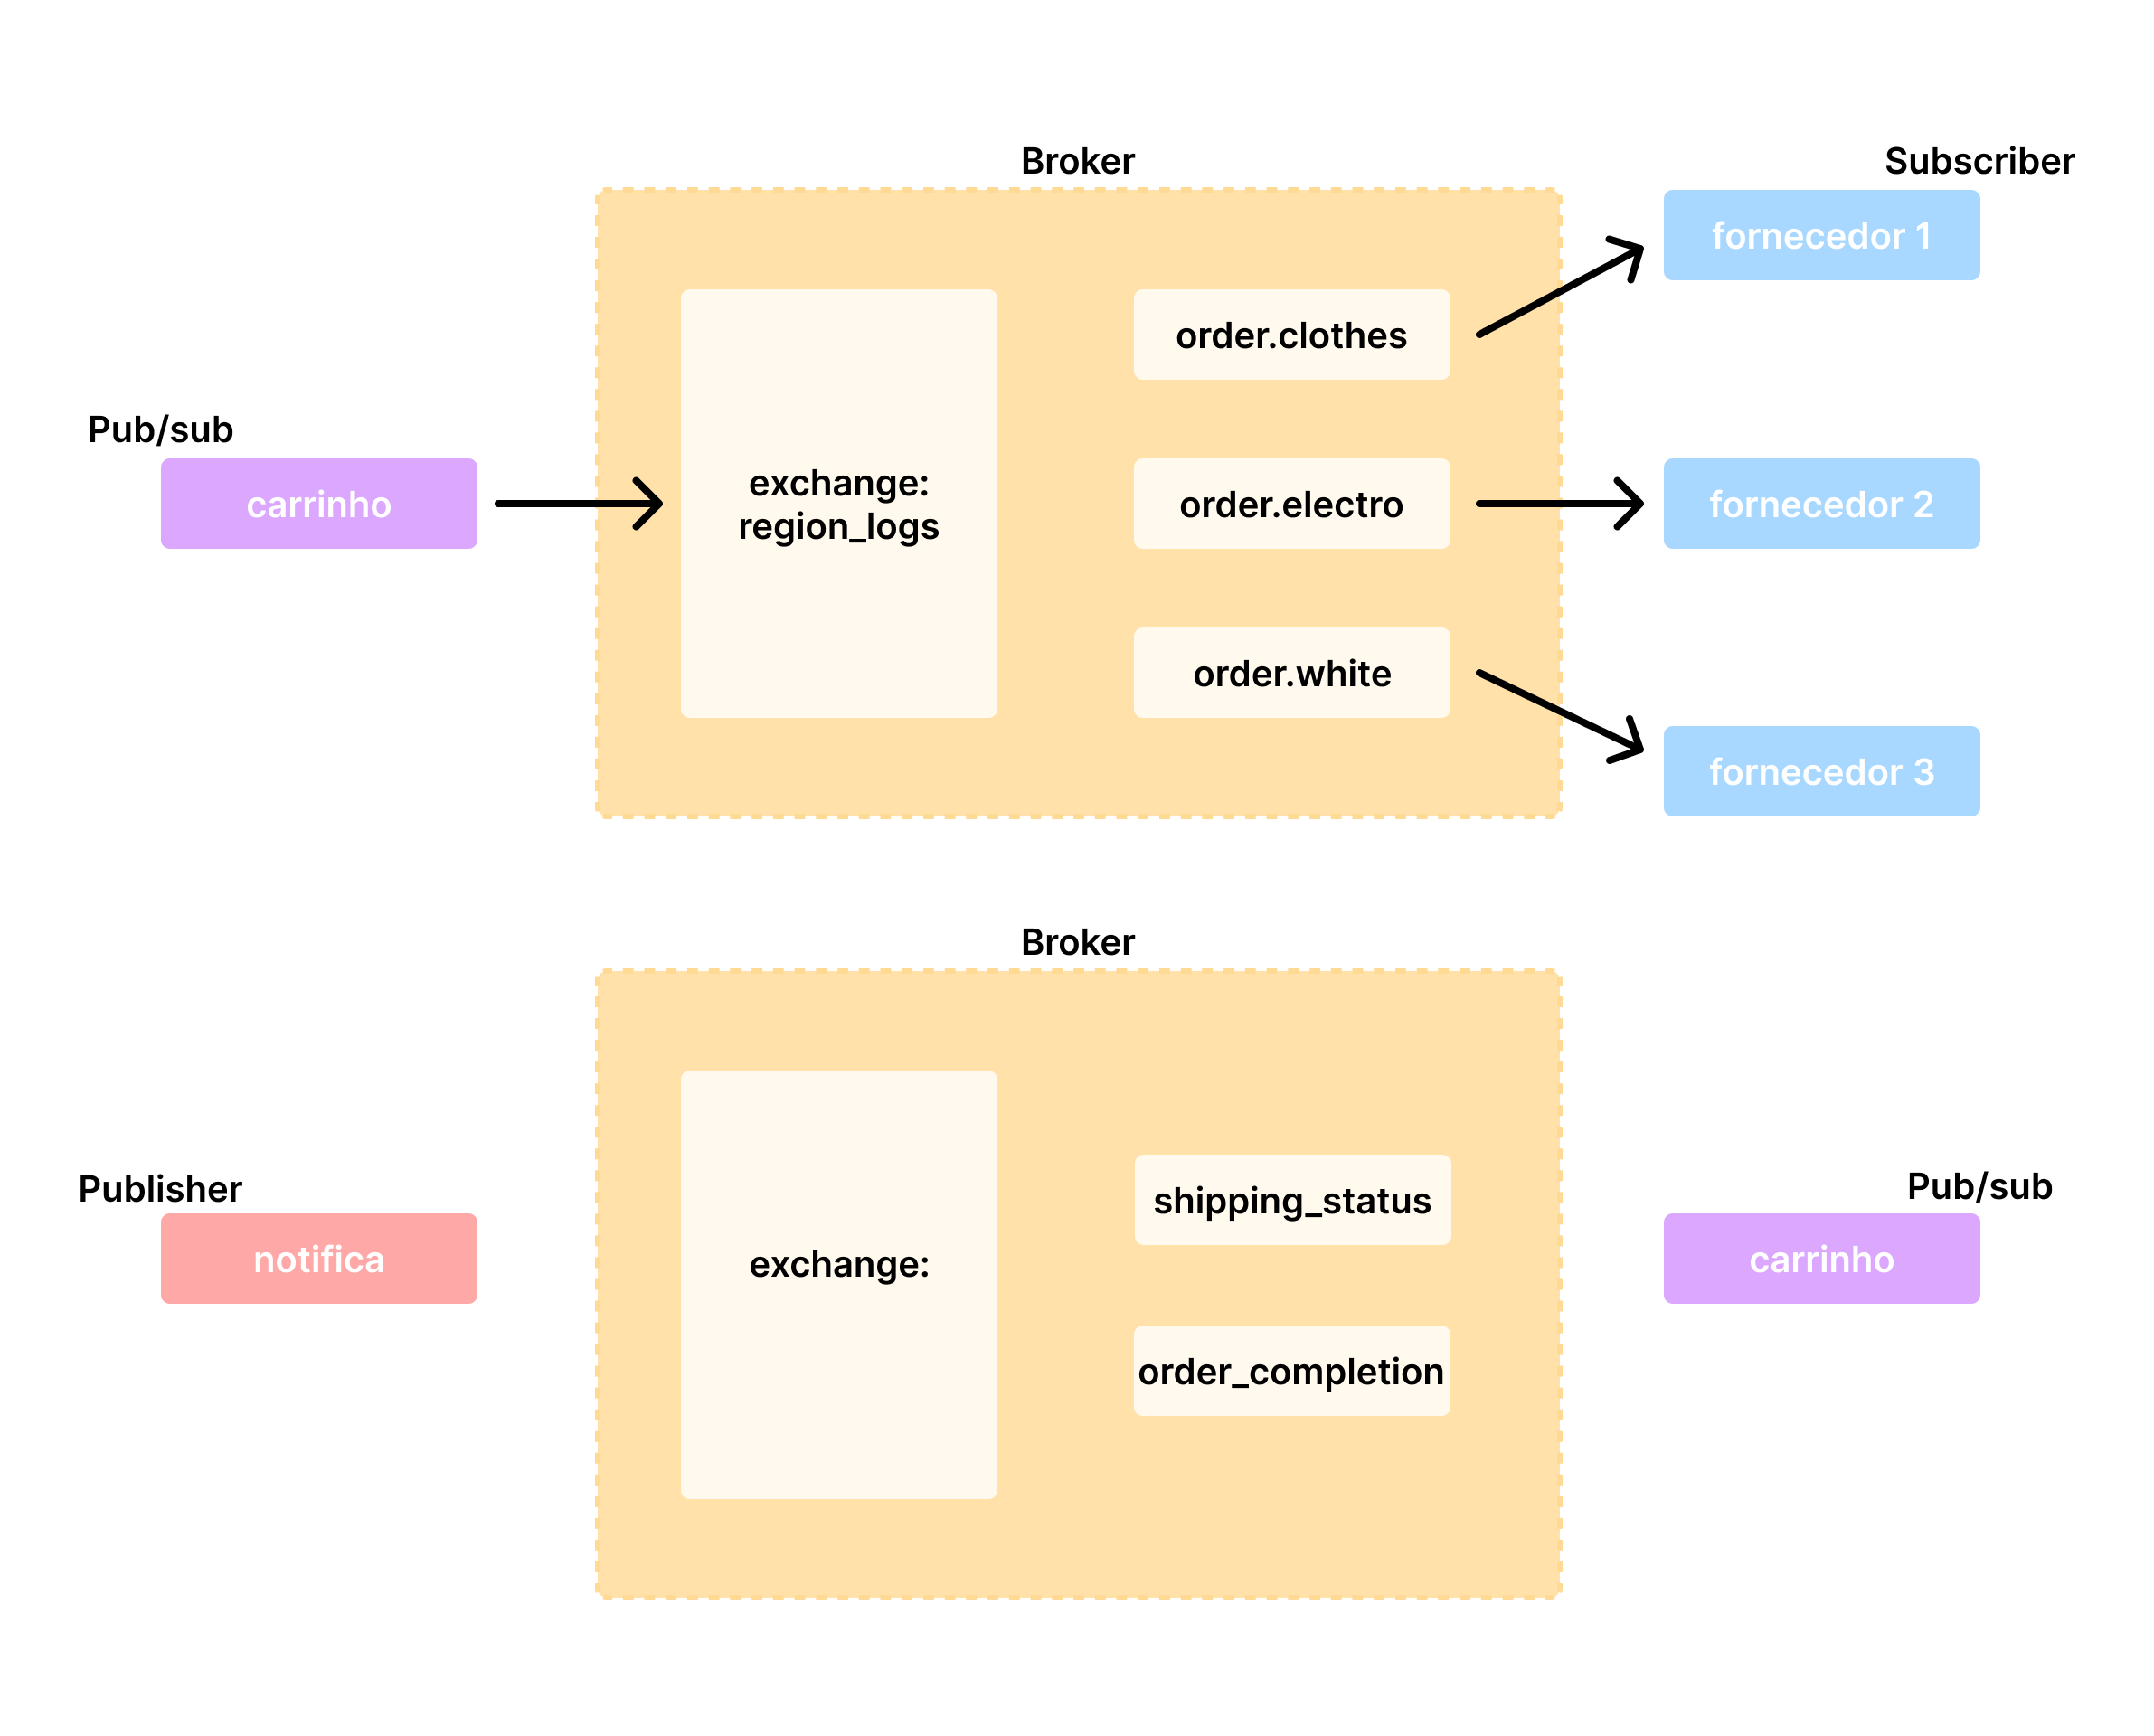 Broker
Subscriber
fornecedor 1
order.clothes
Pub/sub
carrinho
exchange:
region_logs
order.electro
fornecedor 2
order.white
fornecedor 3
Broker
Publisher
notifica
exchange:
shipping_status
order_completion
Pub/sub
carrinho